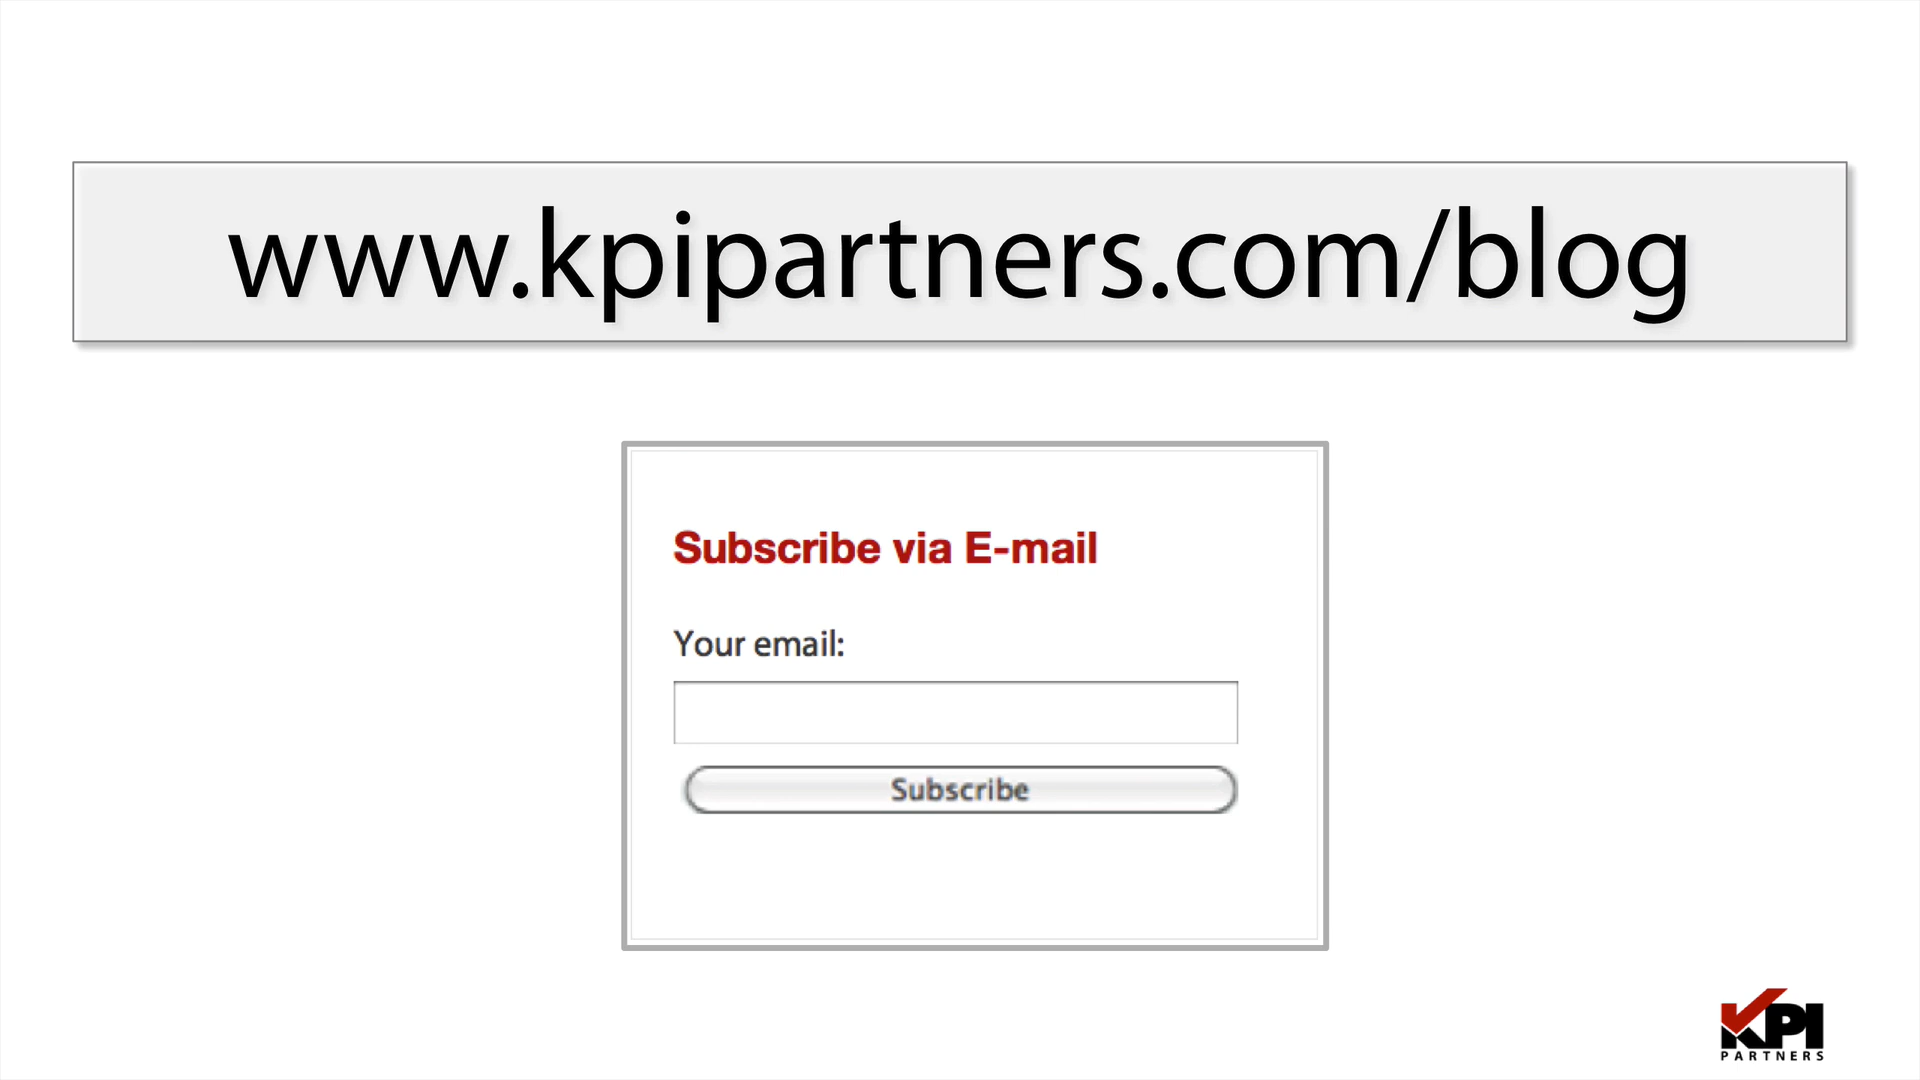 www.kpipartners.com/blog
Subscribe via E-mail
Your email:
Subscribe
KPI
PARTNERS